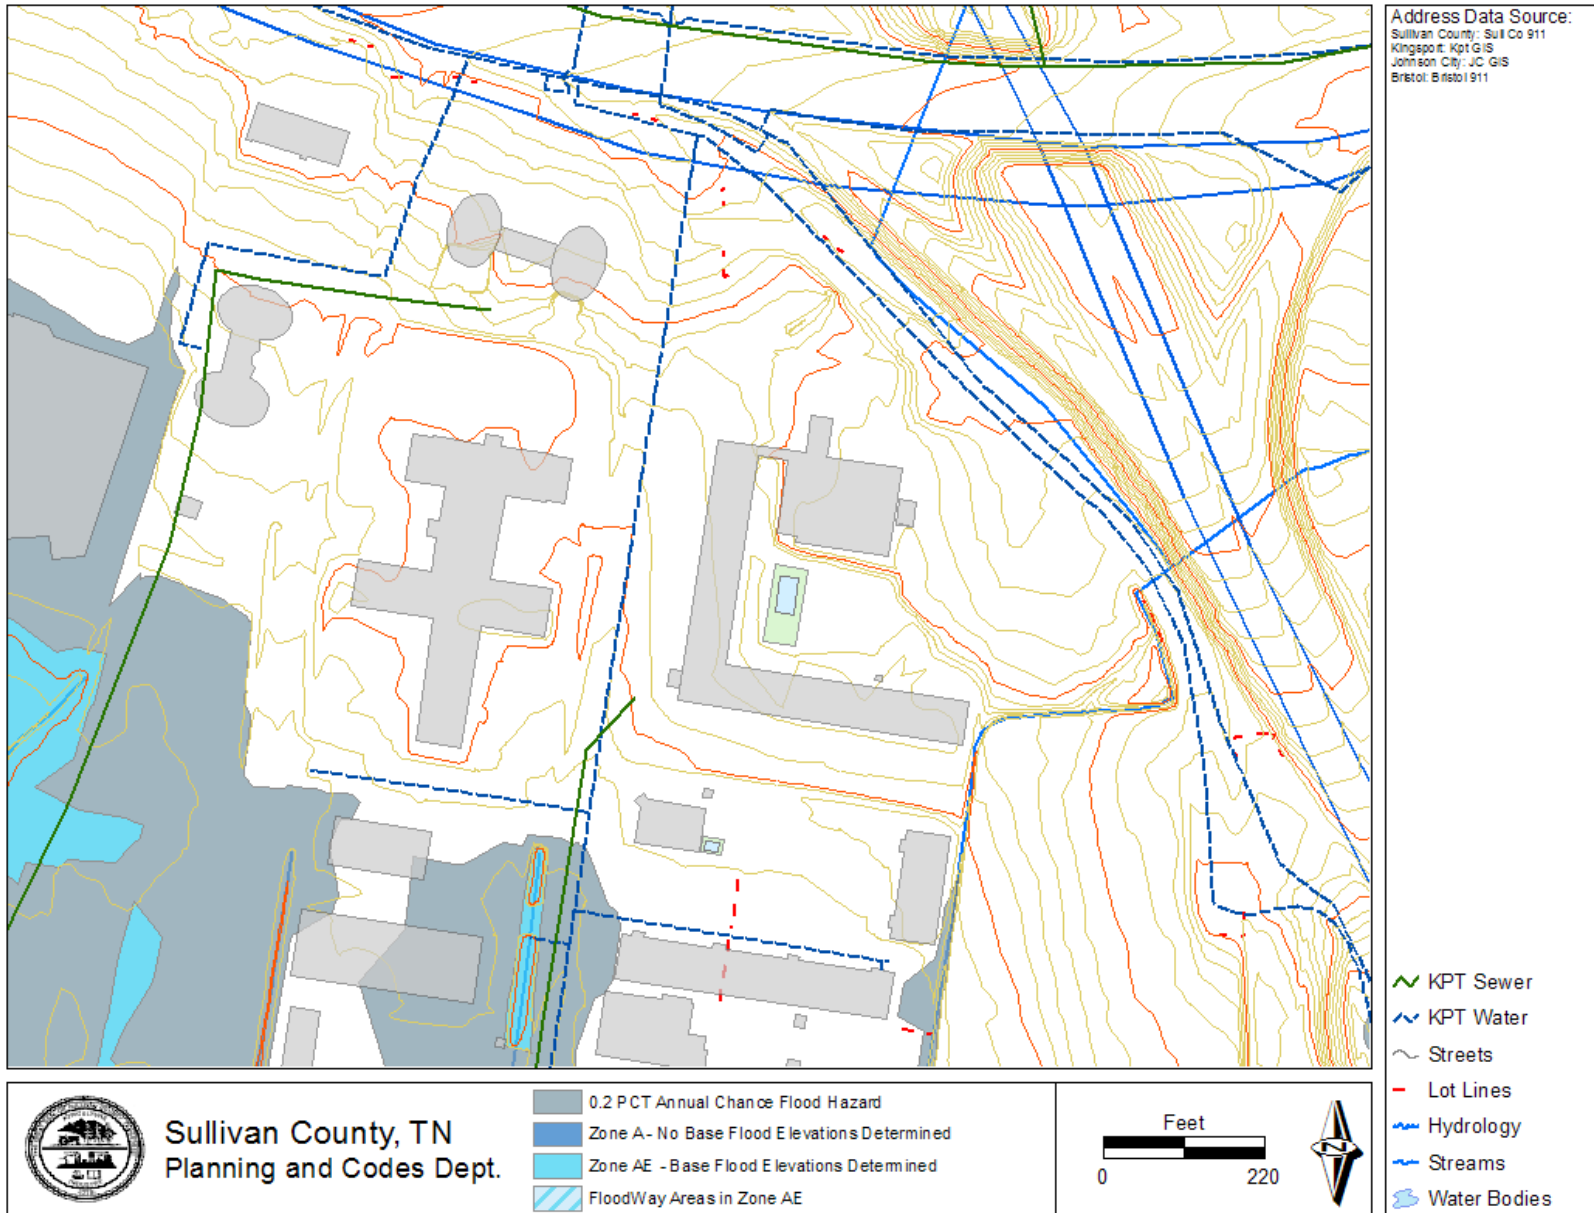 Address Data Source:
Sullivan County: Sull Co 911
Kingsport: Kpt GIS
Johnson City: JC GIS
Bristol: Bristol 911
KPT Sewer
KPT Water
Streets
Lot Lines
Hydrology
Streams
Water Bodies
Sullivan County, TN
Planning and Codes Dept.
0.2 PCT Annual Chance Flood Hazard
Zone A - No Base Flood Elevations Determined
Zone AE - Base Flood Elevations Determined
FloodWay Areas in Zone AE
Feet
0 220
N